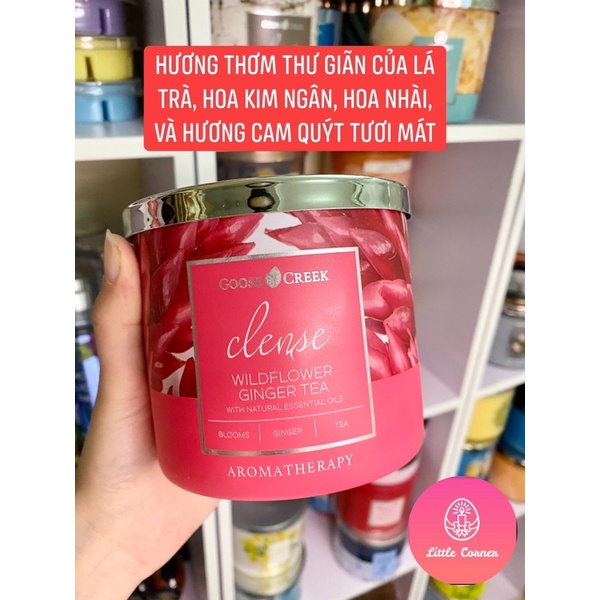 HƯƠNG THƠM THƯ GIÃN CỦA LÁ
TRÀ, HOA KIM NGÂN, HOA NHÀI,
VÀ HƯƠNG CAM QUÝT TƯƠI MÁT
GOOSE CREEK
clense
WILDFLOWER
GINGER TEA
WITH NATURAL ESSENTIAL OILS
BLOOMS | GINGER | TEA
AROMATHERAPY
Little Corner